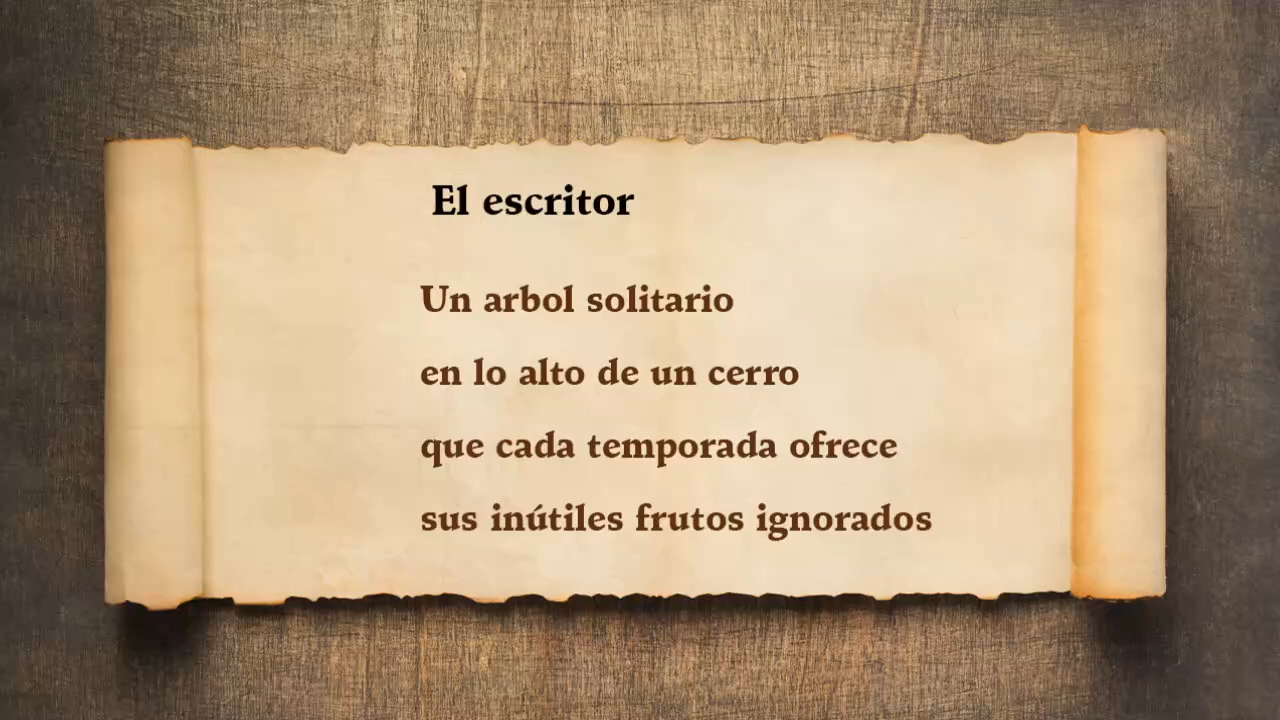 El escritor
Un arbol solitario
en lo alto de un cerro
que cada temporada ofrece
sus inútiles frutos ignorados